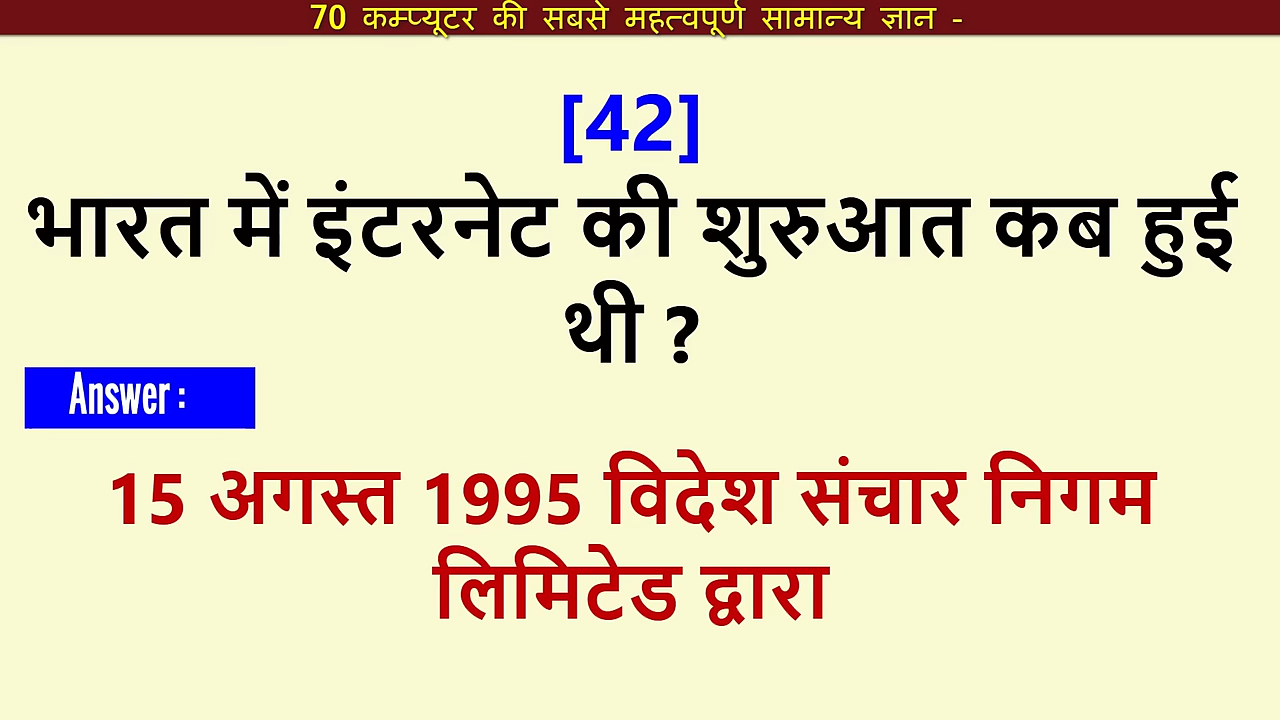 70 कम्प्यूटर की सबसे महत्वपूर्ण सामान्य ज्ञान -
[42]
भारत में इंटरनेट की शुरुआत कब हुई
थी ?
Answer :
15 अगस्त 1995 विदेश संचार निगम
लिमिटेड द्वारा